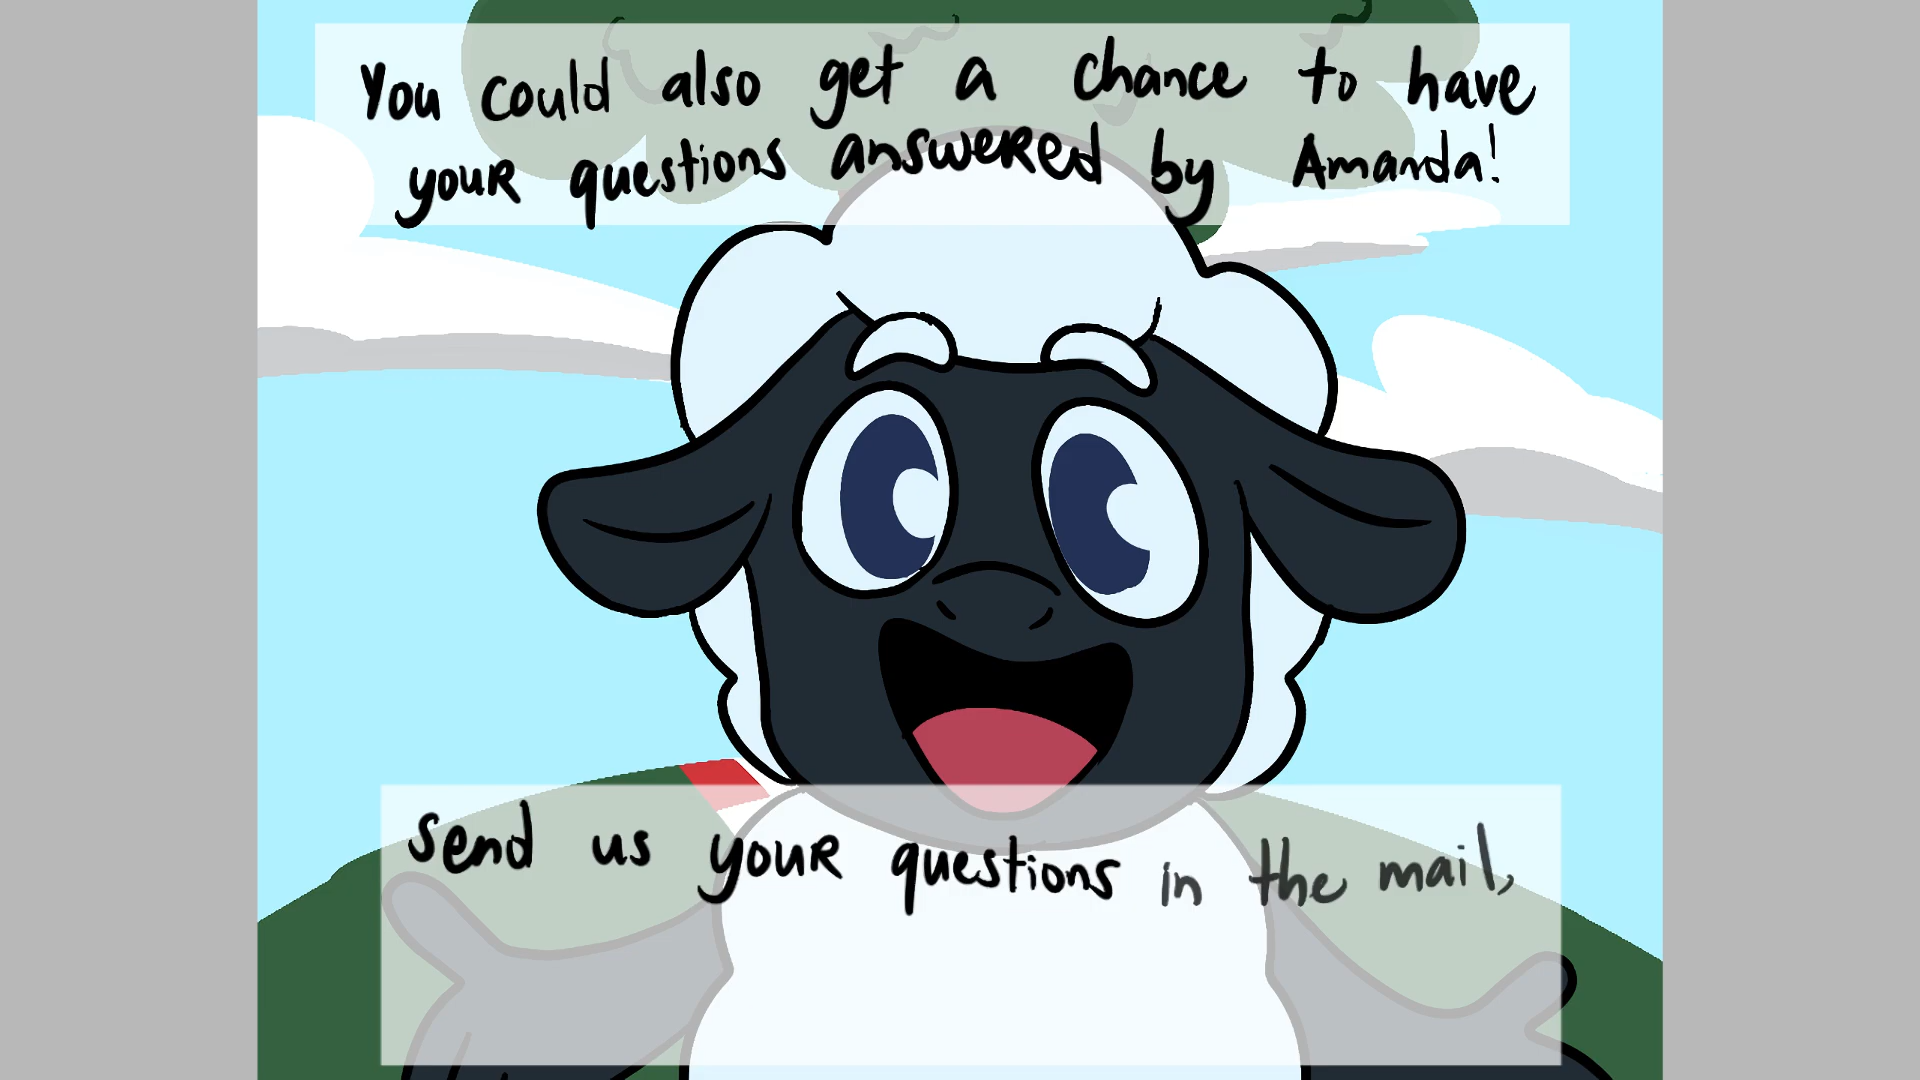 You could also get a chance to have
your questions answered by Amanda!
Send us your questions in the mail,